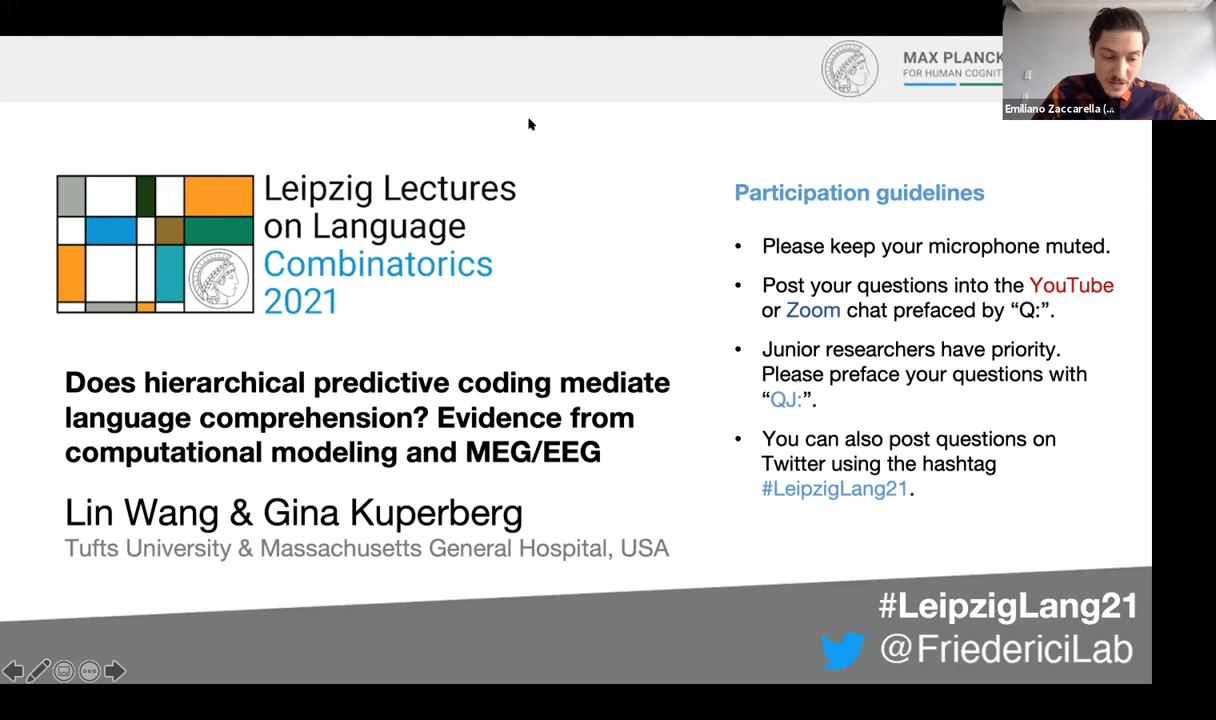 MAX PLANCK
FOR HUMAN COGNIT
Emiliano Zaccarella (...
Leipzig Lectures
on Language
Combinatorics
2021
Does hierarchical predictive coding mediate
language comprehension? Evidence from
computational modeling and MEG/EEG
Lin Wang & Gina Kuperberg
Tufts University & Massachusetts General Hospital, USA
Participation guidelines
• Please keep your microphone muted.
• Post your questions into the YouTube
or Zoom chat prefaced by “Q:”.
• Junior researchers have priority.
Please preface your questions with
“QJ:”.
• You can also post questions on
Twitter using the hashtag
#LeipzigLang21.
#LeipzigLang21
@FriedericiLab